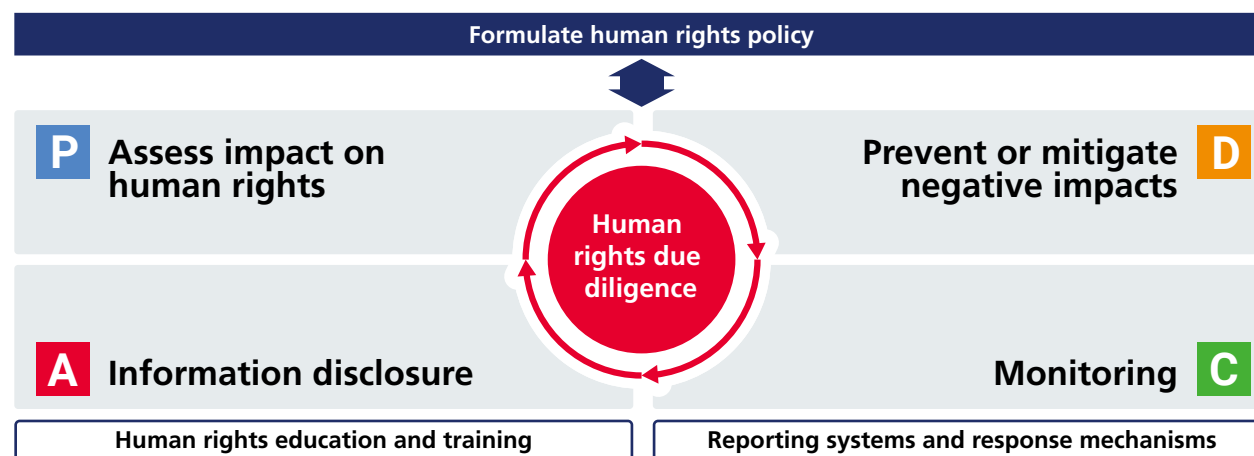 Formulate human rights policy
P
Assess impact on
human rights
Prevent or mitigate
negative impacts
D
Human
rights due
diligence
A
Information disclosure
Monitoring
C
Human rights education and training
Reporting systems and response mechanisms